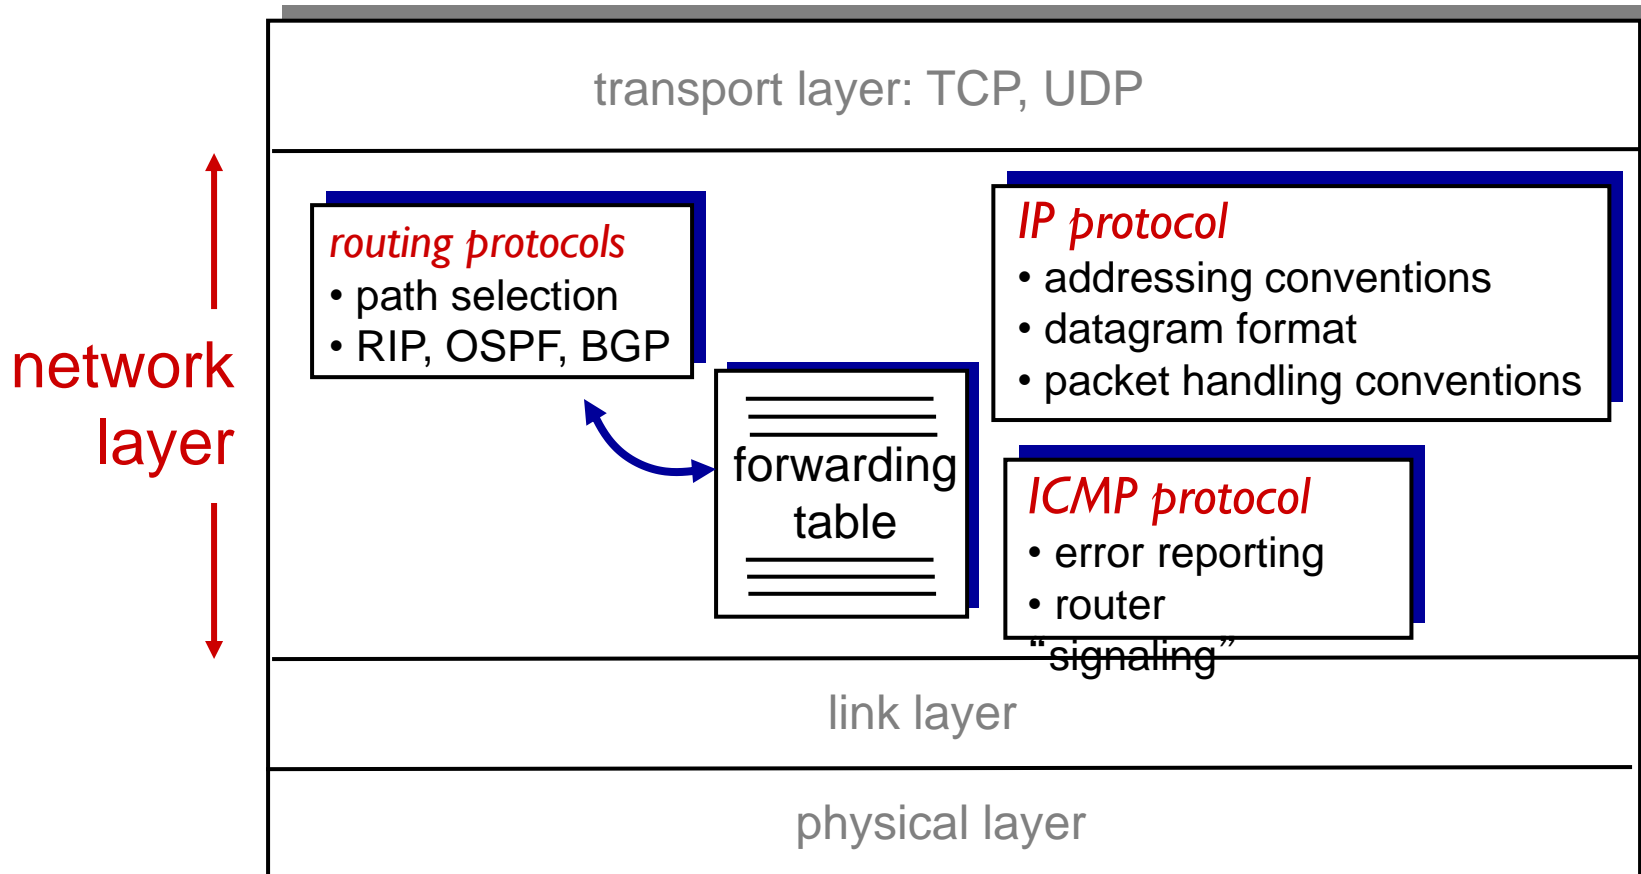 transport layer: TCP, UDP
network
layer
routing protocols
• path selection
• RIP, OSPF, BGP
forwarding
table
IP protocol
• addressing conventions
• datagram format
• packet handling conventions
ICMP protocol
• error reporting
• router
“signaling”
link layer
physical layer